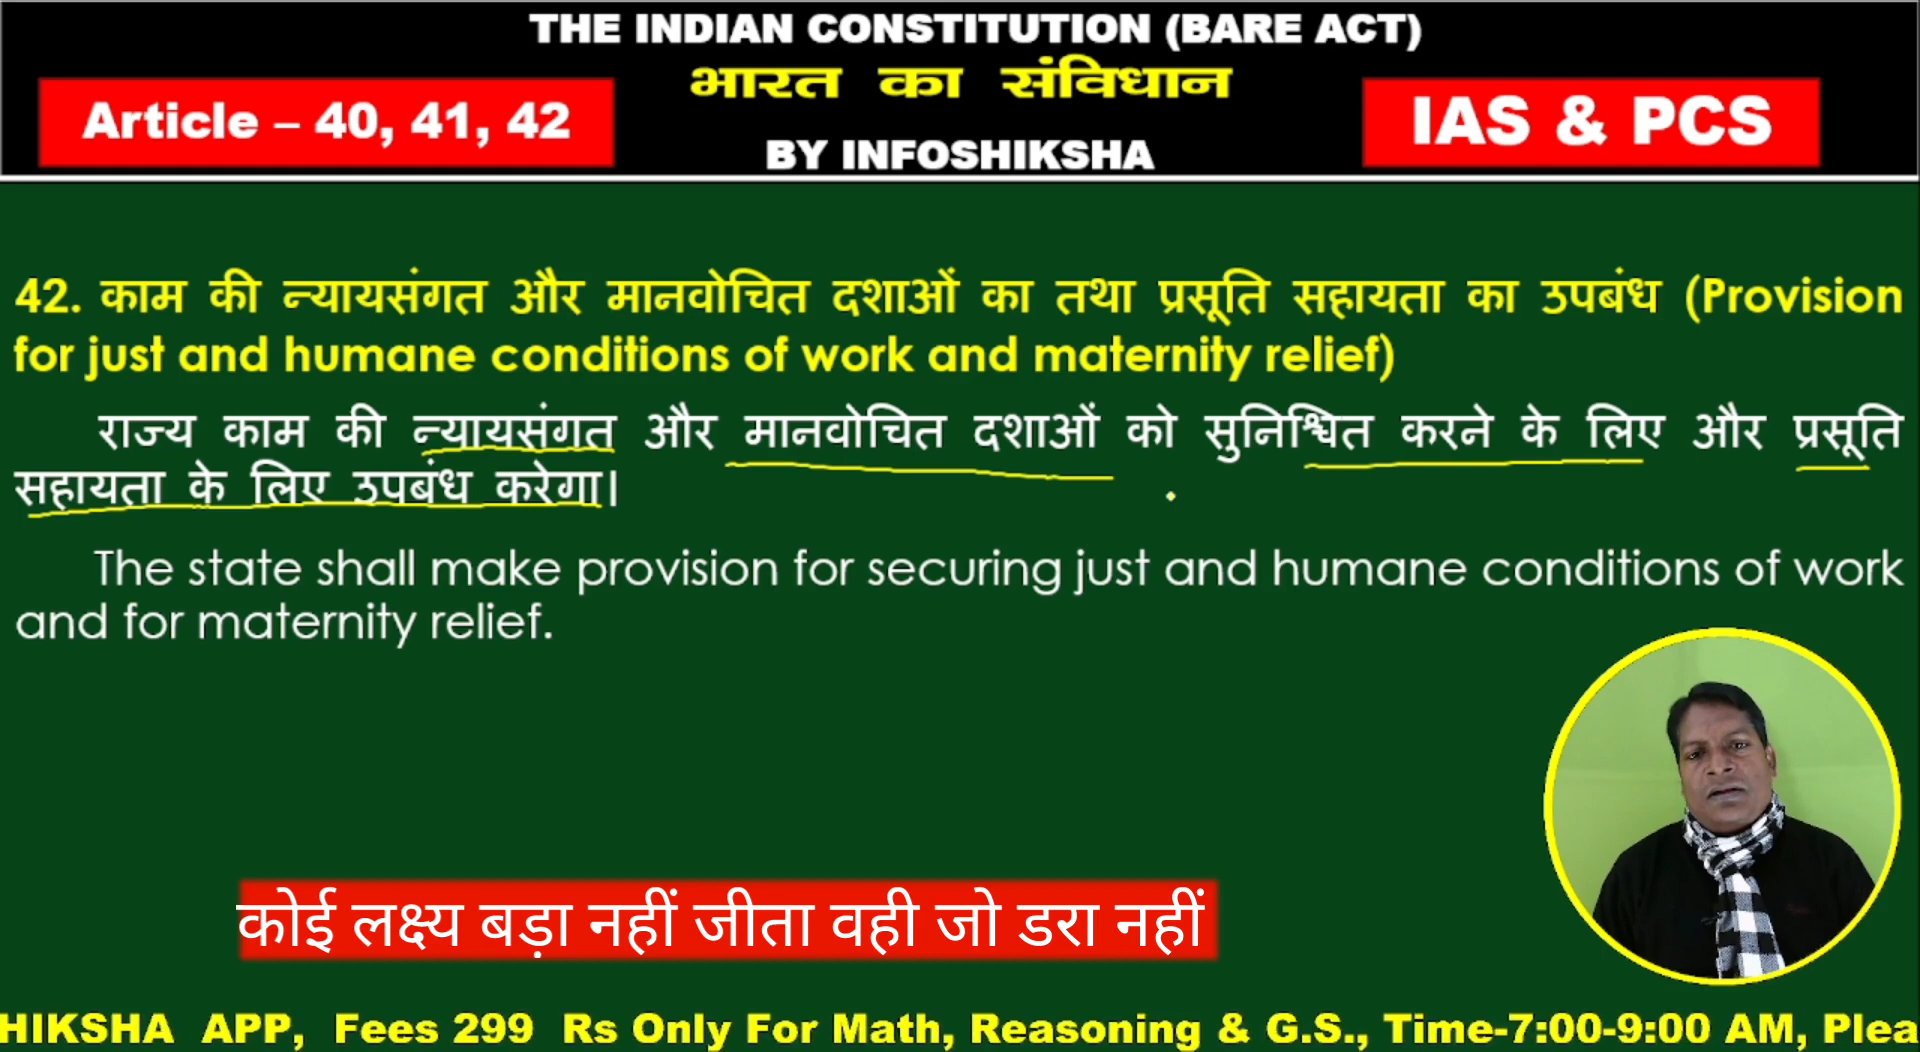 THE INDIAN CONSTITUTION (BARE ACT)
भारत का संविधान
Article – 40, 41, 42
IAS & PCS
BY INFOSHIKSHA
42. काम की न्यायसंगत और मानवोचित दशाओं का तथा प्रसूति सहायता का उपबंध (Provision
for just and humane conditions of work and maternity relief)
राज्य काम की न्यायसंगत और मानवोचित दशाओं को सुनिश्चित करने के लिए और प्रसूति
सहायता के लिए उपबंध करेगा।
The state shall make provision for securing just and humane conditions of work
and for maternity relief.
कोई लक्ष्य बड़ा नहीं जीता वही जो डरा नहीं
HIKSHA APP, Fees 299 Rs Only For Math, Reasoning & G.S., Time-7:00-9:00 AM, Plea